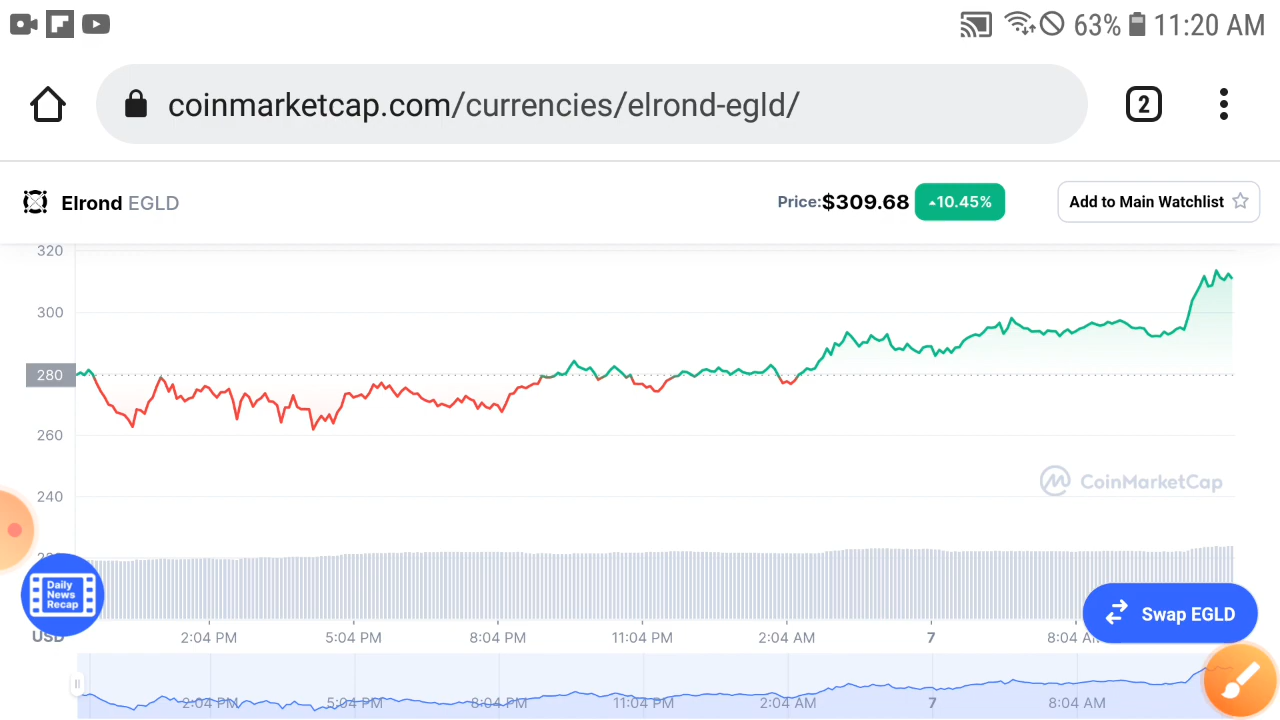 63% 11:20 AM
coinmarketcap.com/currencies/elrond-egld/
2
Elrond EGLD
Price:$309.68
10.45%
Add to Main Watchlist
320
300
280
260
240
CoinMarketCap
Daily
News
Recap
Swap EGLD
USD
2:04 PM 5:04 PM 8:04 PM 11:04 PM 2:04 AM 7 8:04 AM
2:04 PM 5:04 PM 8:04 PM 11:04 PM 2:04 AM 7 8:04 AM